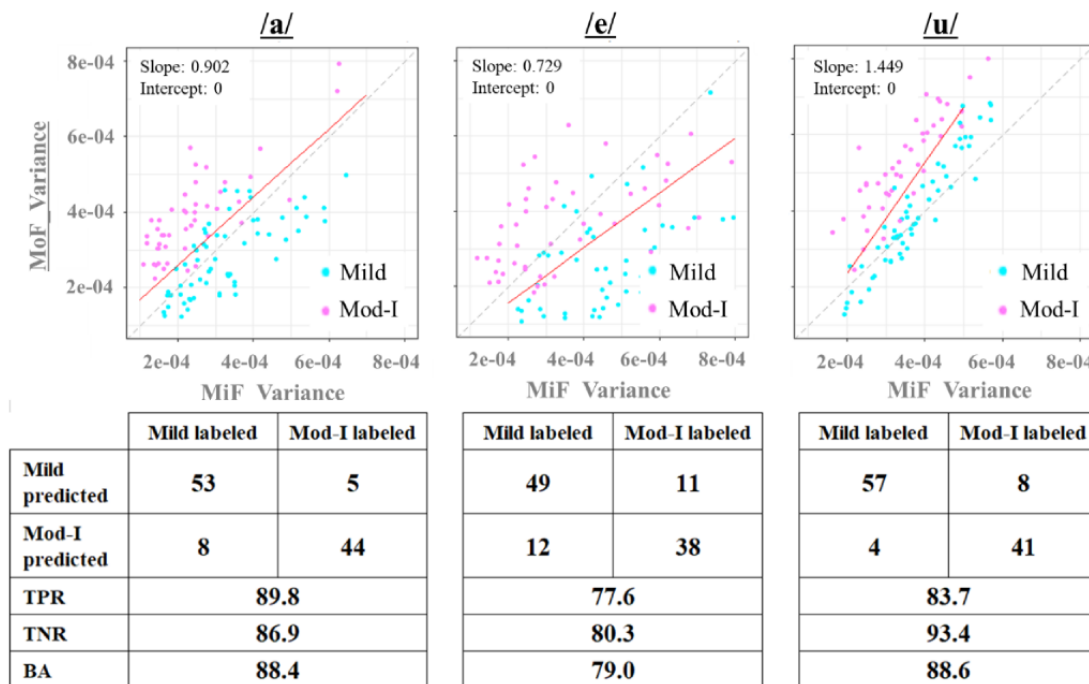 /a/ /e/ /u/
Slope: 0.902
Intercept: 0
Slope: 0.729
Intercept: 0
Slope: 1.449
Intercept: 0
8e-04
6e-04
4e-04
2e-04
MoF_Variance
Mild
Mod-I
Mild
Mod-I
Mild
Mod-I
2e-04 4e-04 6e-04 8e-04 2e-04 4e-04 6e-04 8e-04 2e-04 4e-04 6e-04 8e-04
MiF Variance MiF Variance MiF Variance
Mild labeled Mod-I labeled Mild labeled Mod-I labeled Mild labeled Mod-I labeled
Mild predicted 53 5 49 11 57 8
Mod-I predicted 8 44 12 38 4 41
TPR 89.8 77.6 83.7
TNR 86.9 80.3 93.4
BA 88.4 79.0 88.6